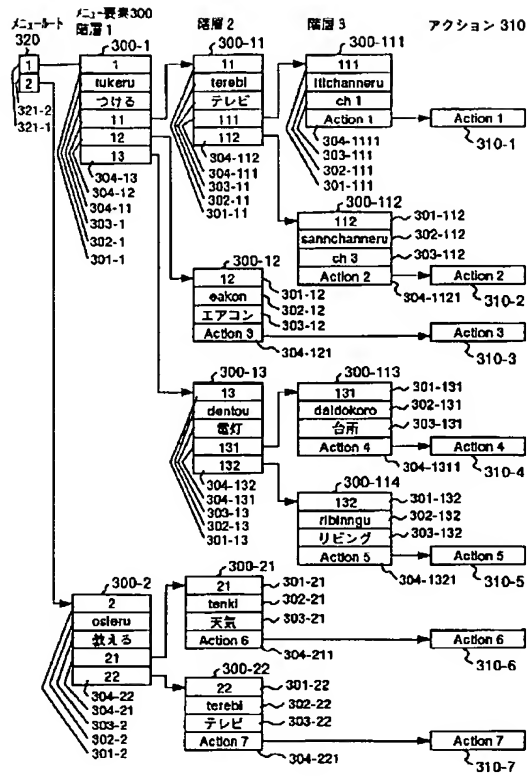 メニュールート
320
メニュー要素300
階層 1
階層 2
階層 3
アクション 310
1
2
321-2
321-1
300-1
1
tukeru
つける
11
12
13
304-13
304-12
304-11
303-1
302-1
301-1
300-11
11
terebi
テレビ
111
112
304-112
304-111
303-11
302-11
301-11
300-111
111
itichanneru
ch 1
Action 1
304-1111
303-111
302-111
301-111
Action 1
310-1
300-112
112
sannchanneru
ch 3
Action 2
301-112
302-112
303-112
304-1121
Action 2
310-2
300-12
12
eakon
エアコン
Action 3
301-12
302-12
303-12
304-121
Action 3
310-3
300-13
13
dentou
電灯
131
132
304-132
304-131
303-13
302-13
301-13
300-113
131
daidokoro
台所
Action 4
301-131
302-131
303-131
304-1311
Action 4
310-4
300-114
132
ribinngu
リビング
Action 5
301-132
302-132
303-132
304-1321
Action 5
310-5
300-2
2
osieru
教える
21
22
304-22
304-21
303-2
302-2
301-2
300-21
21
tenki
天気
Action 6
301-21
302-21
303-21
304-211
Action 6
310-6
300-22
22
terebi
テレビ
Action 7
301-22
302-22
303-22
304-221
Action 7
310-7